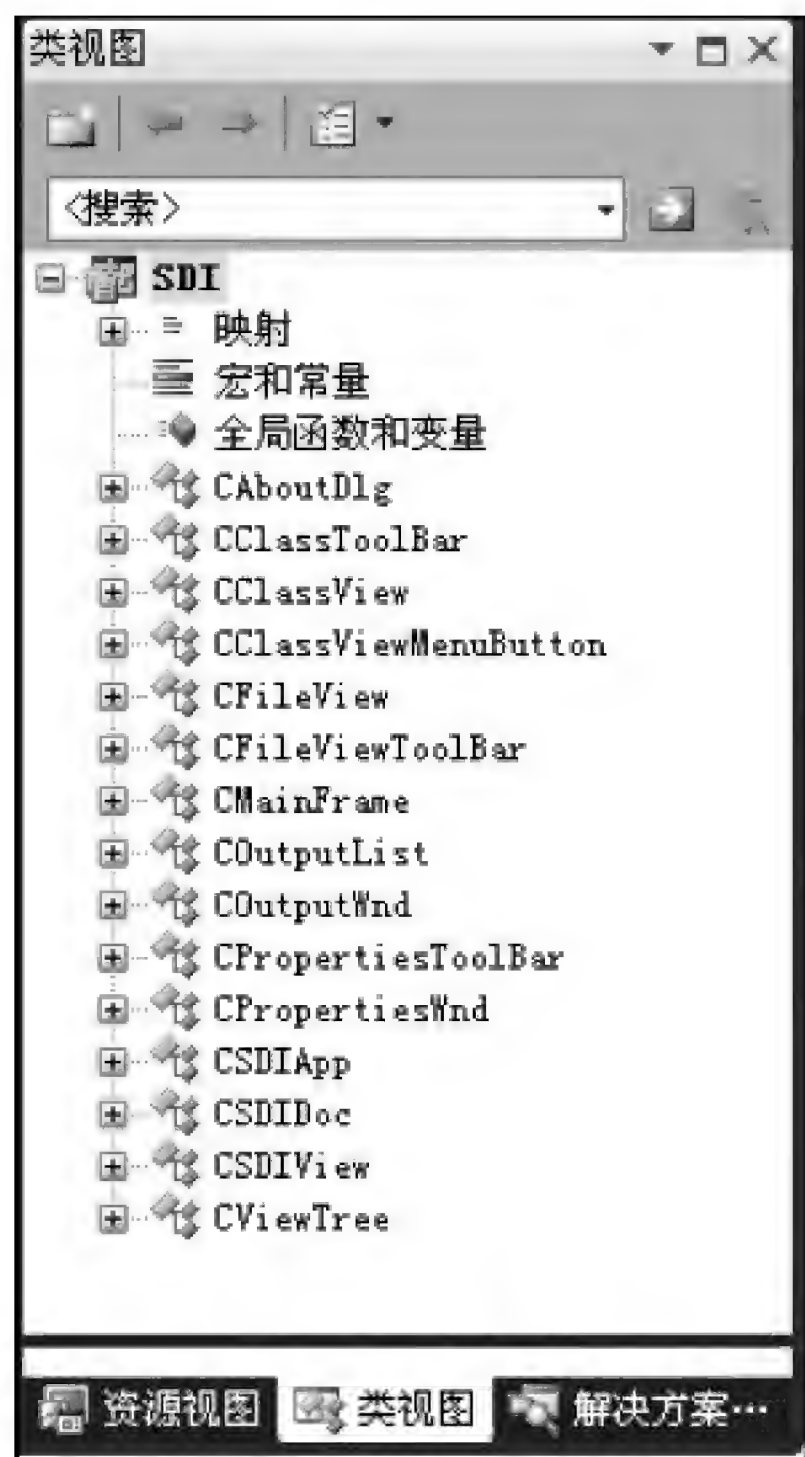 类视图
<搜索>
SDI
映射
宏和常量
全局函数和变量
CAboutDlg
CClassToolBar
CClassView
CClassViewMenuButton
CFileView
CFileViewToolBar
CMainFrame
COutputList
COutputWnd
CPropertiesToolBar
CPropertiesWnd
CSDIApp
CSDIDoc
CSDIView
CViewTree
资源视图 类视图 解决方案…